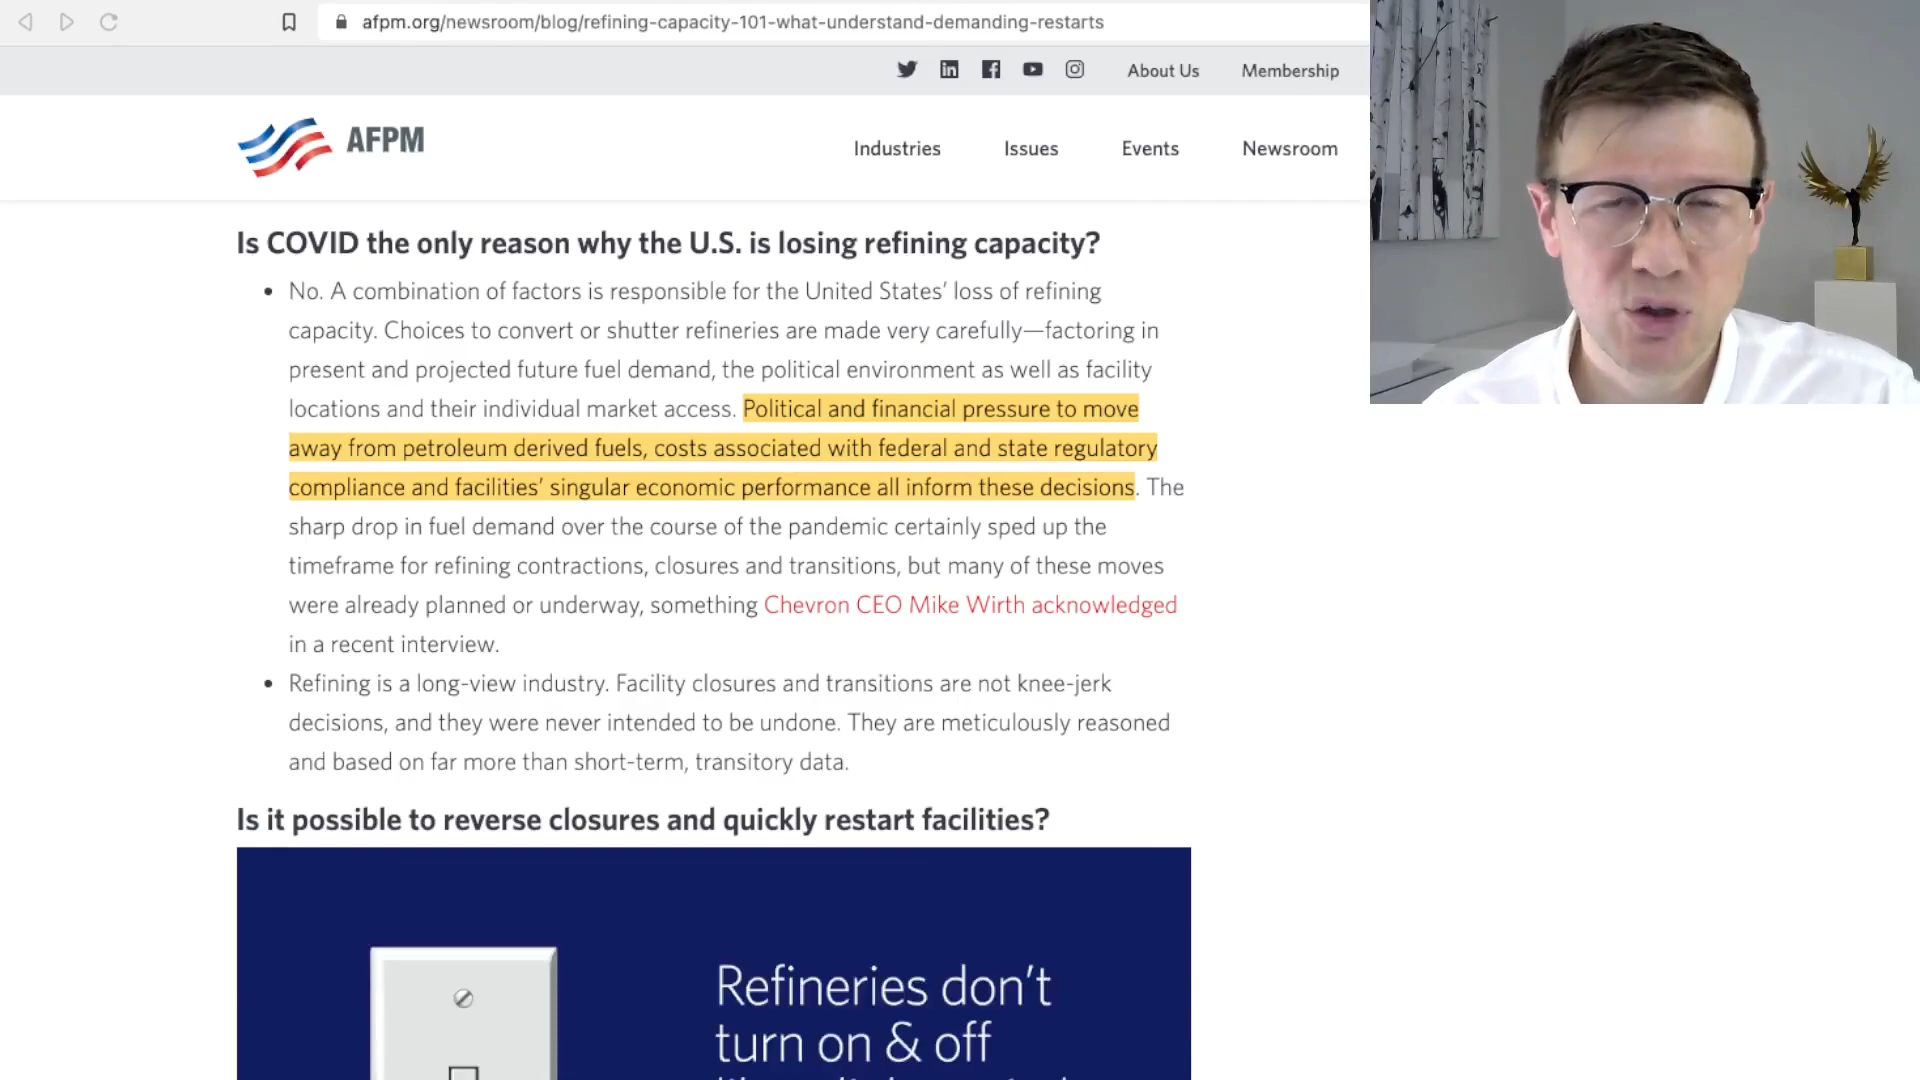 afpm.org/newsroom/blog/refining-capacity-101-what-understand-demanding-restarts
About Us Membership
AFPM
Industries Issues Events Newsroom
Is COVID the only reason why the U.S. is losing refining capacity?
• No. A combination of factors is responsible for the United States’ loss of refining
capacity. Choices to convert or shutter refineries are made very carefully—factoring in
present and projected future fuel demand, the political environment as well as facility
locations and their individual market access. Political and financial pressure to move
away from petroleum derived fuels, costs associated with federal and state regulatory
compliance and facilities’ singular economic performance all inform these decisions. The
sharp drop in fuel demand over the course of the pandemic certainly sped up the
timeframe for refining contractions, closures and transitions, but many of these moves
were already planned or underway, something Chevron CEO Mike Wirth acknowledged
in a recent interview.
• Refining is a long-view industry. Facility closures and transitions are not knee-jerk
decisions, and they were never intended to be undone. They are meticulously reasoned
and based on far more than short-term, transitory data.
Is it possible to reverse closures and quickly restart facilities?
Refineries don’t
turn on & off